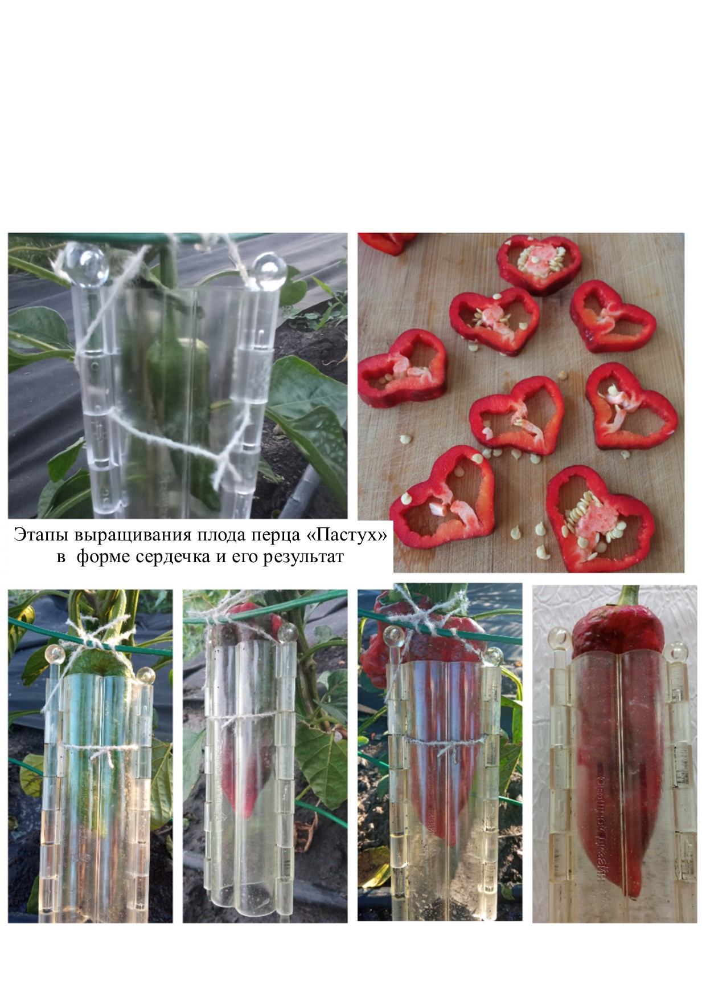 Этапы выращивания плода перца «Пастух»
в форме сердечка и его результат